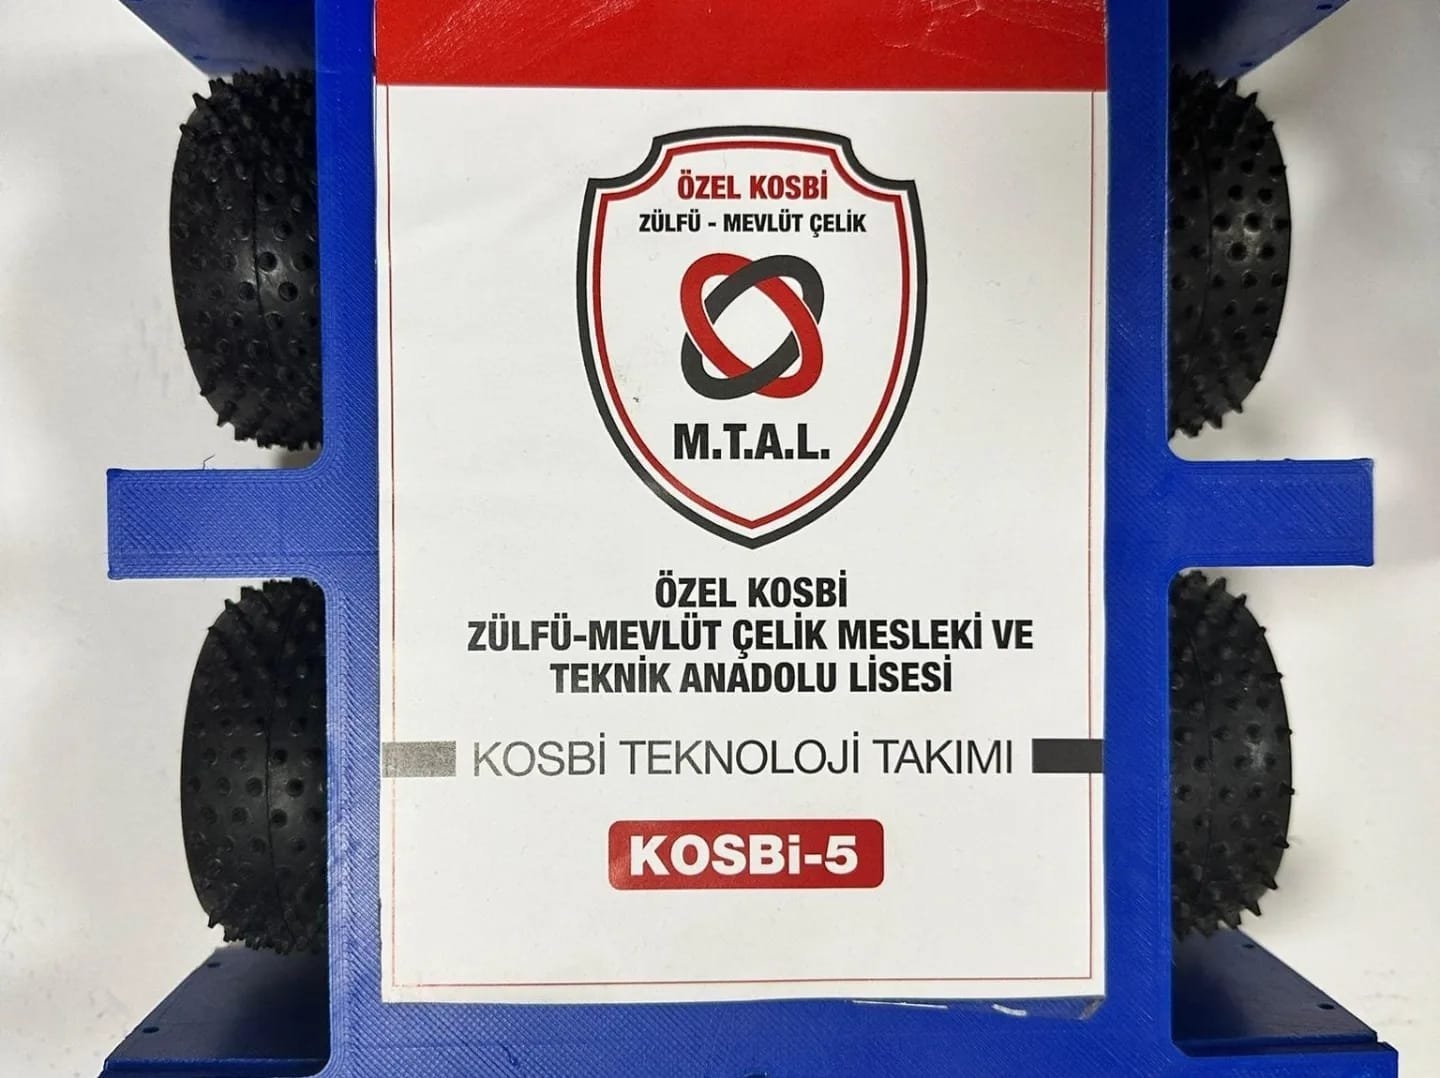 ÖZEL KOSBİ
ZÜLFÜ - MEVLÜT ÇELİK
M.T.A.L.
ÖZEL KOSBİ
ZÜLFÜ-MEVLÜT ÇELİK MESLEKİ VE
TEKNİK ANADOLU LİSESİ
KOSBİ TEKNOLOJİ TAKIMI
KOSBi-5